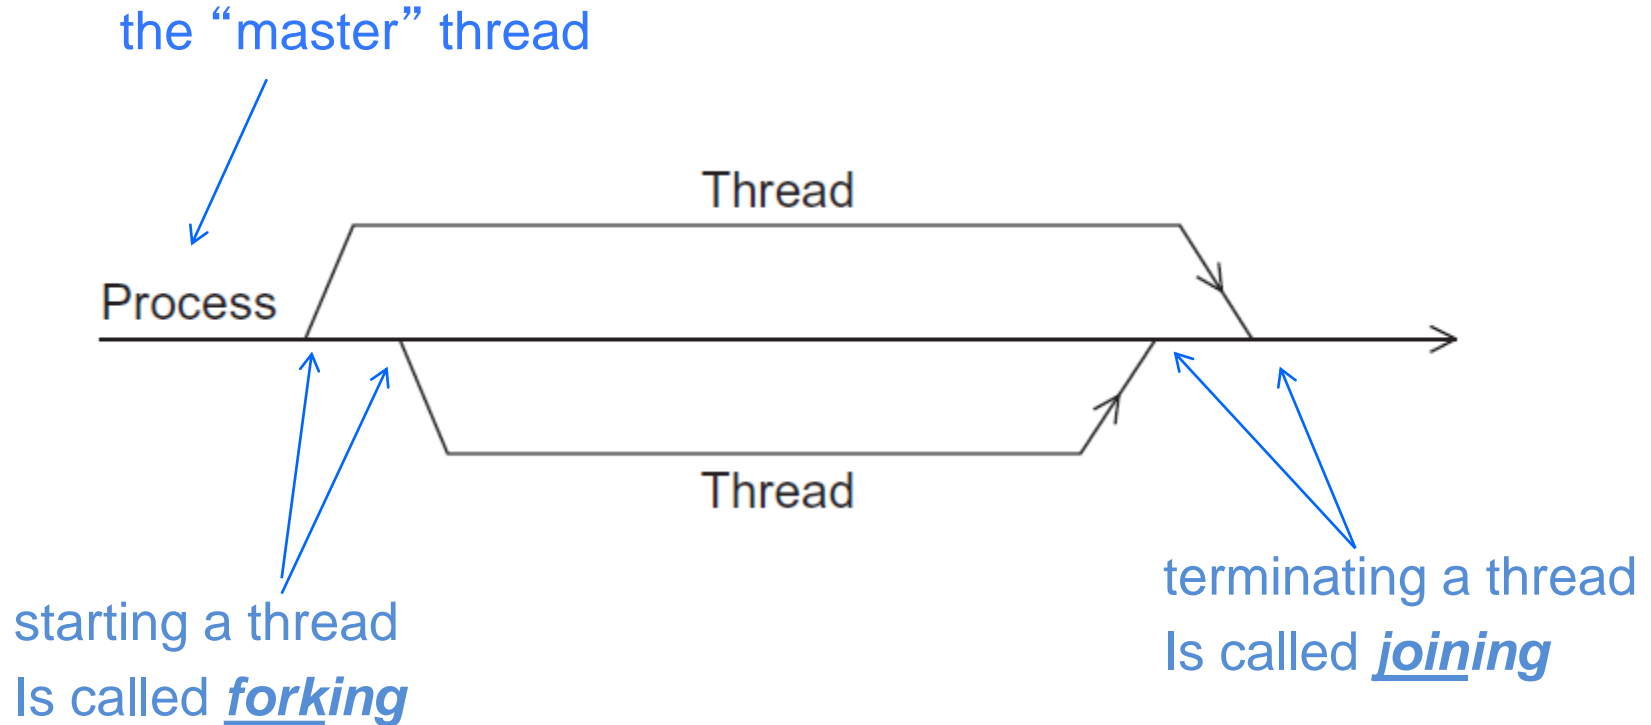 the “master” thread
Thread
Process
Thread
starting a thread
Is called forking
terminating a thread
Is called joining